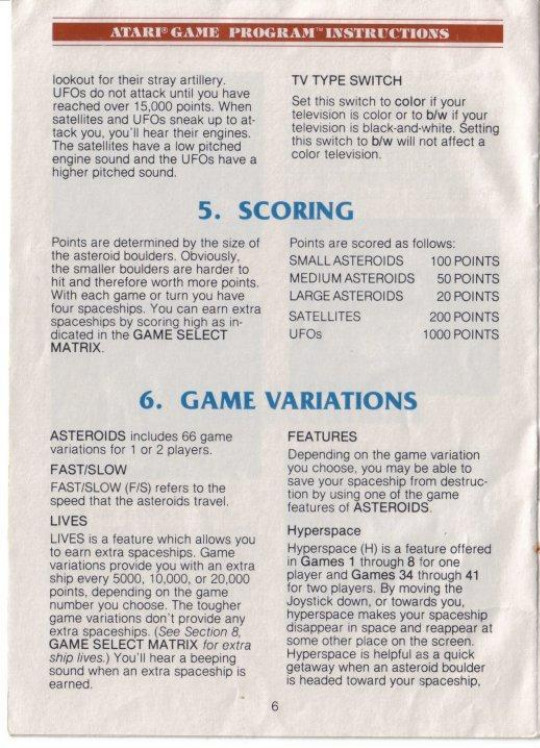 ATARI® GAME PROGRAM™ INSTRUCTIONS
lookout for their stray artillery.
UFOs do not attack until you have
reached over 15,000 points. When
satellites and UFOs sneak up to at-
tack you, you'll hear their engines.
The satellites have a low pitched
engine sound and the UFOs have a
higher pitched sound.
TV TYPE SWITCH
Set this switch to color if your
television is color or to b/w if your
television is black-and-white. Setting
this switch to b/w will not affect a
color television.
5. SCORING
Points are determined by the size of
the asteroid boulders. Obviously,
the smaller boulders are harder to
hit and therefore worth more points.
With each game or turn you have
four spaceships. You can earn extra
spaceships by scoring high as in-
dicated in the GAME SELECT
MATRIX.
Points are scored as follows:
SMALL ASTEROIDS 100 POINTS
MEDIUM ASTEROIDS 50 POINTS
LARGE ASTEROIDS 20 POINTS
SATELLITES 200 POINTS
UFOs 1000 POINTS
6. GAME VARIATIONS
ASTEROIDS includes 66 game
variations for 1 or 2 players.
FAST/SLOW
FAST/SLOW (F/S) refers to the
speed that the asteroids travel.
LIVES
LIVES is a feature which allows you
to earn extra spaceships. Game
variations provide you with an extra
ship every 5000, 10,000, or 20,000
points, depending on the game
number you choose. The tougher
game variations don't provide any
extra spaceships. (See Section 8,
GAME SELECT MATRIX for extra
ship lives.) You'll hear a beeping
sound when an extra spaceship is
earned.
FEATURES
Depending on the game variation
you choose, you may be able to
save your spaceship from destruc-
tion by using one of the game
features of ASTEROIDS.
Hyperspace
Hyperspace (H) is a feature offered
in Games 1 through 8 for one
player and Games 34 through 41
for two players. By moving the
Joystick down, or towards you,
hyperspace makes your spaceship
disappear in space and reappear at
some other place on the screen.
Hyperspace is helpful as a quick
getaway when an asteroid boulder
is headed toward your spaceship,
6